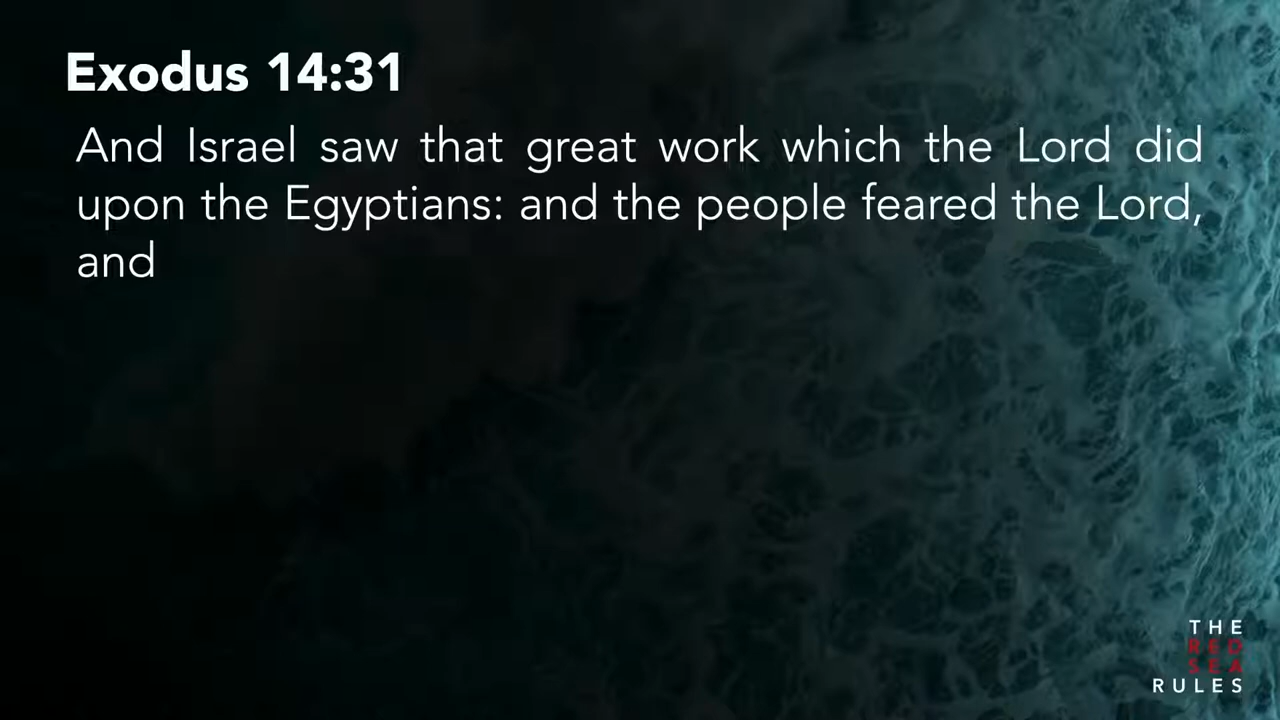 Exodus 14:31
And Israel saw that great work which the Lord did
upon the Egyptians: and the people feared the Lord,
and
THE
RED
SEA
RULES